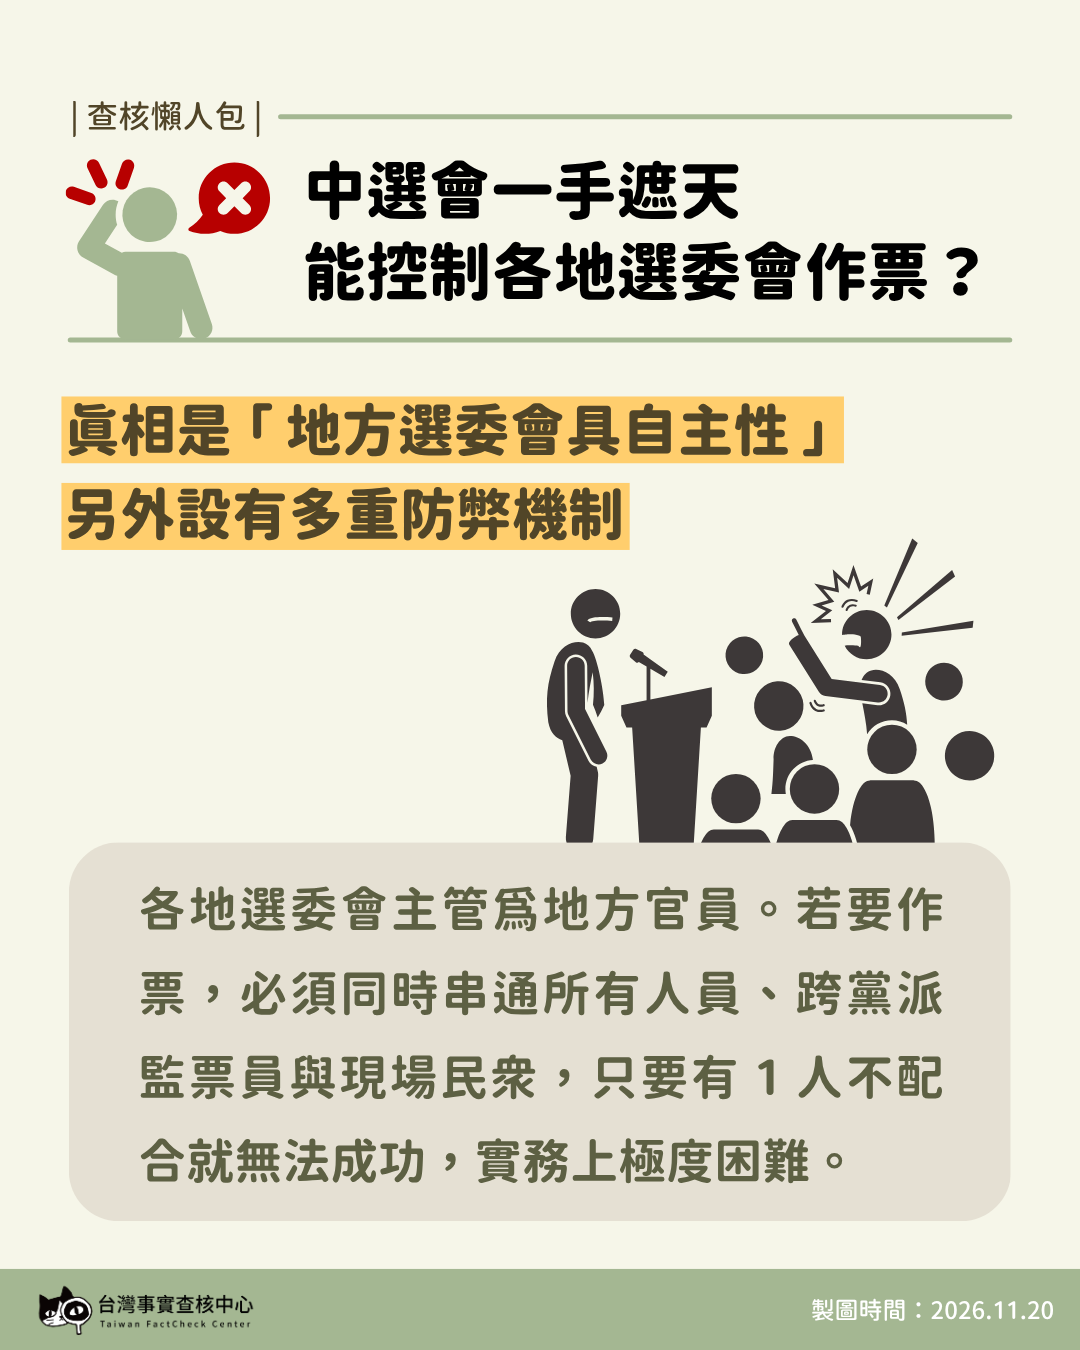 |查核懶人包|
中選會一手遮天
能控制各地選委會作票？
真相是「地方選委會具自主性」
另外設有多重防弊機制
各地選委會主管為地方官員。若要作
票，必須同時串通所有人員、跨黨派
監票員與現場民眾，只要有 1 人不配
合就無法成功，實務上極度困難。
台灣事實查核中心
Taiwan FactCheck Center
製圖時間：2026.11.20